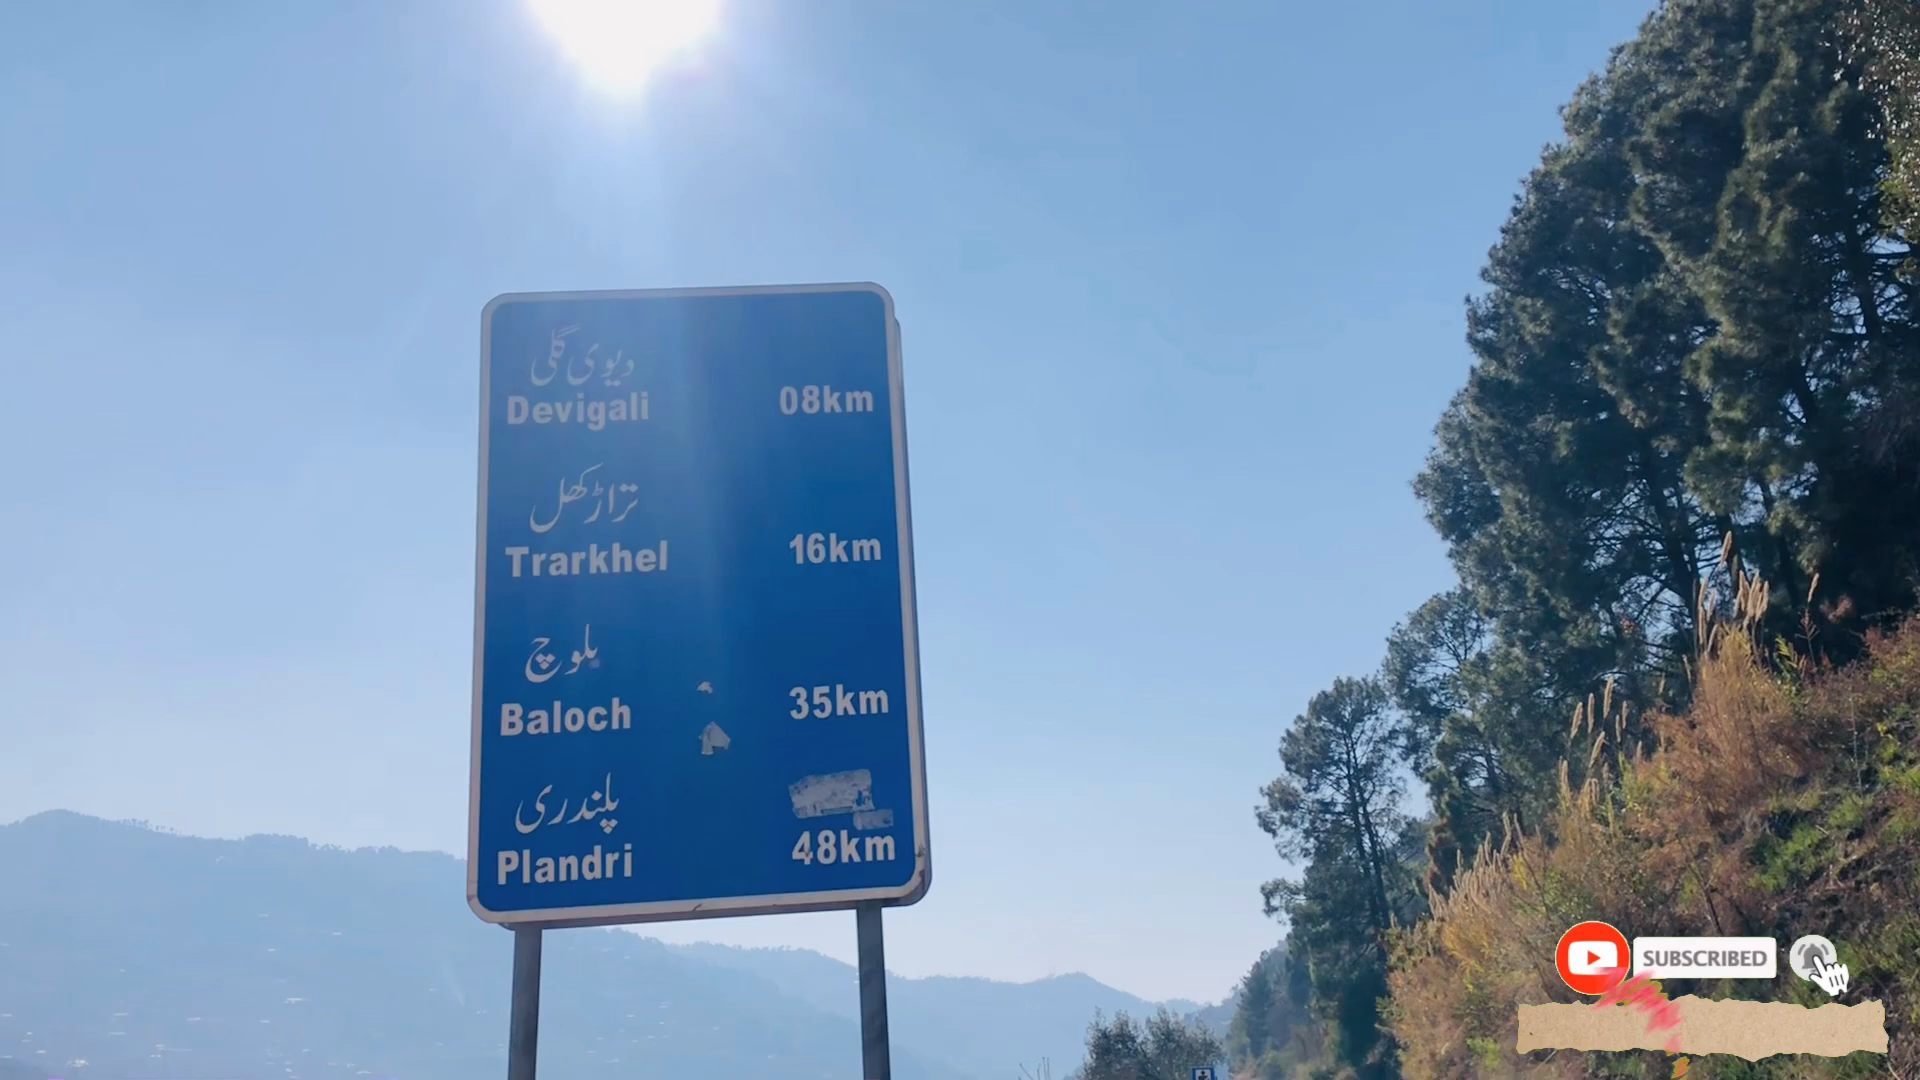 دیوی گلی
Devigali 08km
تراڑکھل
Trarkhel 16km
بلوچ
Baloch 35km
پلندری
Plandri 48km
SUBSCRIBED